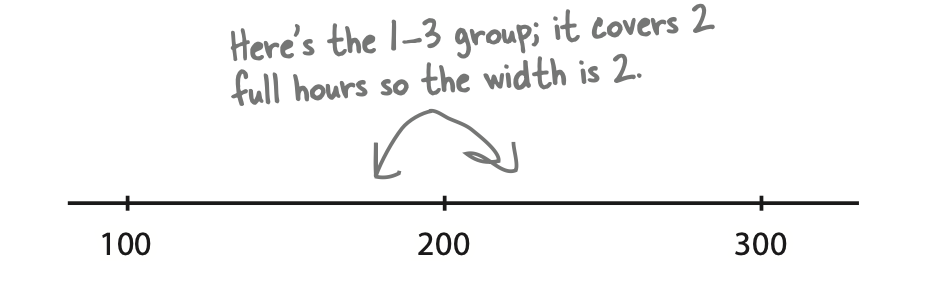 Here's the 1–3 group; it covers 2
full hours so the width is 2.
100 200 300